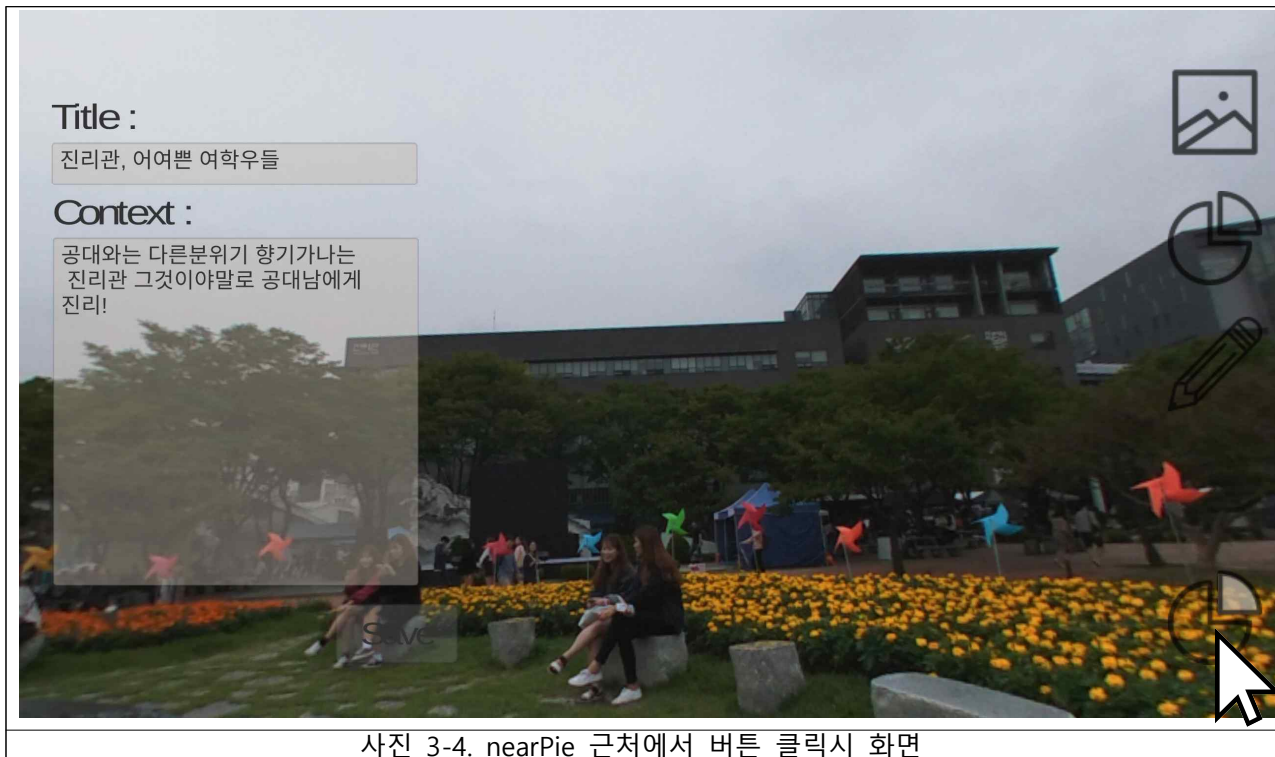 Title :
진리관, 어여쁜 여학우들
Context :
공대와는 다른분위기 향기가나는
진리관 그것이야말로 공대남에게
진리!
Save
사진 3-4. nearPie 근처에서 버튼 클릭시 화면